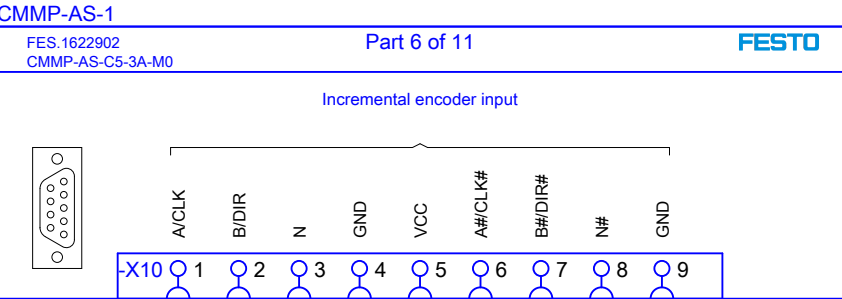 CMMP-AS-1
FES.1622902
CMMP-AS-C5-3A-M0
Part 6 of 11
FESTO
Incremental encoder input
A/CLK
B/DIR
N
GND
VCC
A#/CLK#
B#/DIR#
N#
GND
-X10 1 2 3 4 5 6 7 8 9